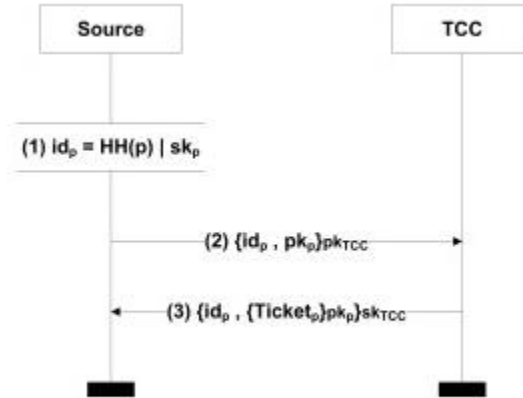 Source
TCC
(1) idₚ = HH(p) | skₚ
(2) {idₚ , pkₚ}pkTCC
(3) {idₚ , {Ticketₚ}pkₚ}skTCC